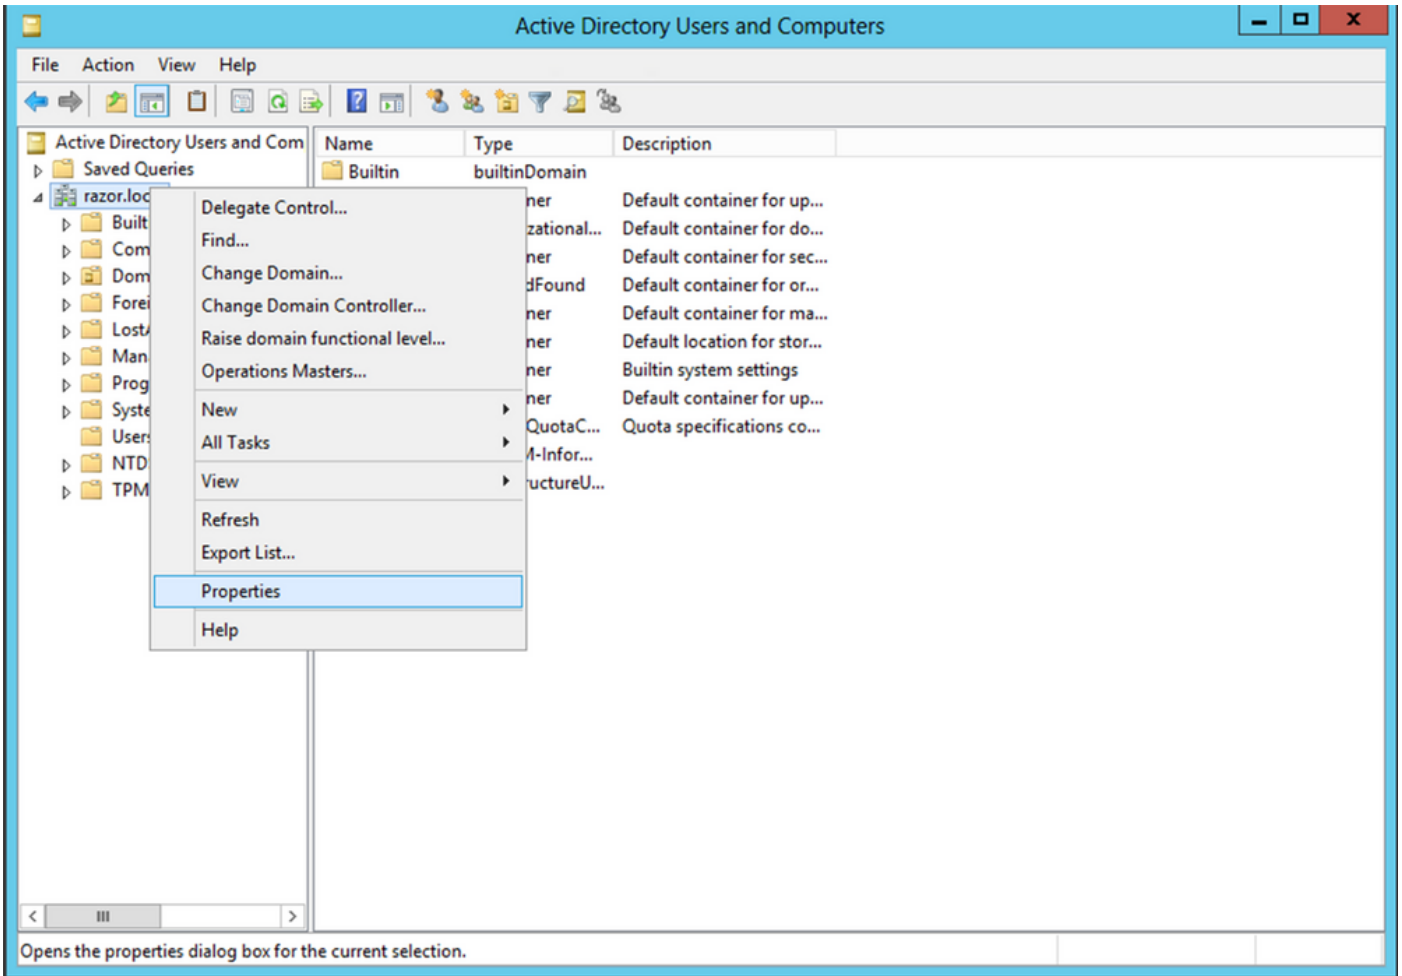 Active Directory Users and Computers
File Action View Help
Active Directory Users and Com
Name Type Description
Saved Queries
Builtin builtinDomain
razor.loc
Built
Com
Dom
Forei
LostA
Man
Prog
Syste
Users
NTD
TPM
Delegate Control...
Find...
Change Domain...
Change Domain Controller...
Raise domain functional level...
Operations Masters...
New
All Tasks
View
Refresh
Export List...
Properties
Help
ner Default container for up...
zational... Default container for do...
ner Default container for sec...
dFound Default container for or...
ner Default container for ma...
ner Default location for stor...
ner Builtin system settings
ner Default container for up...
QuotaC... Quota specifications co...
M-Infor...
ructureU...
Opens the properties dialog box for the current selection.